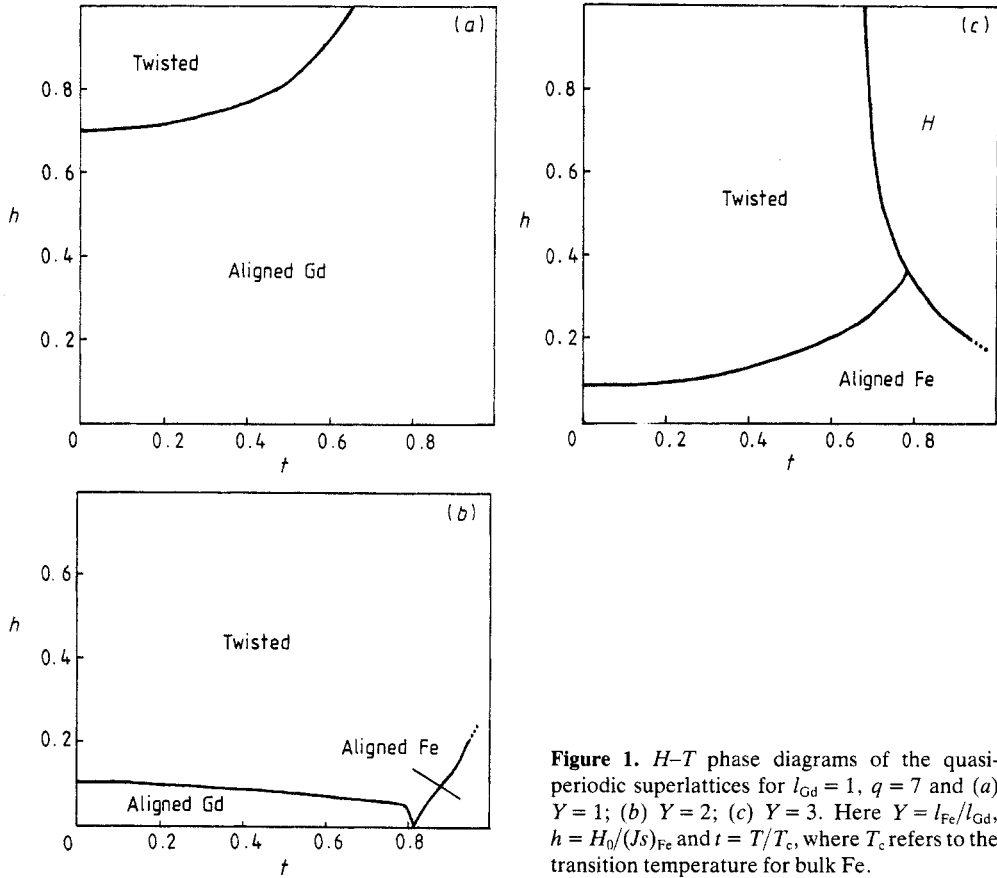 (a)
Twisted
0.8
0.6
h
0.4
Aligned Gd
0.2
0 0.2 0.4 0.6 0.8
t
(c)
0.8
H
0.6
Twisted
h
0.4
0.2
Aligned Fe
0 0.2 0.4 0.6 0.8
t
(b)
0.6
h
Twisted
0.4
0.2
Aligned Fe
Aligned Gd
0 0.2 0.4 0.6 0.8
t
Figure 1. H–T phase diagrams of the quasi-
periodic superlattices for l_Gd = 1, q = 7 and (a)
Y = 1; (b) Y = 2; (c) Y = 3. Here Y = l_Fe/l_Gd,
h = H₀/(Js)_Fe and t = T/T_c, where T_c refers to the
transition temperature for bulk Fe.